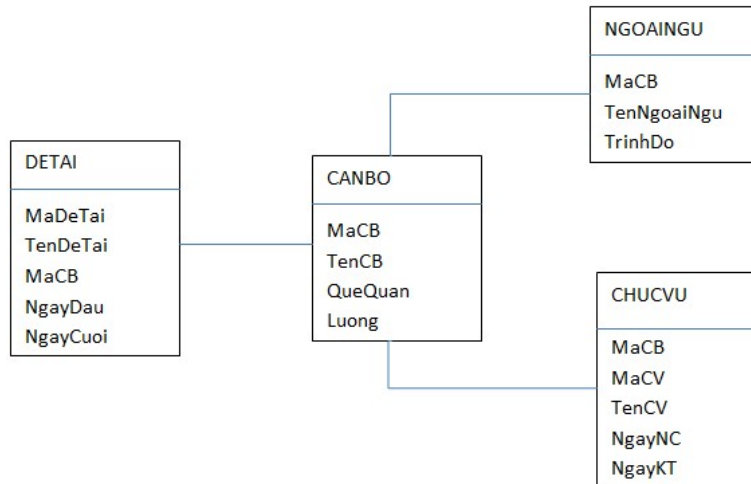 DETAI
MaDeTai
TenDeTai
MaCB
NgayDau
NgayCuoi
CANBO
MaCB
TenCB
QueQuan
Luong
NGOAINGU
MaCB
TenNgoaiNgu
TrinhDo
CHUCVU
MaCB
MaCV
TenCV
NgayNC
NgayKT